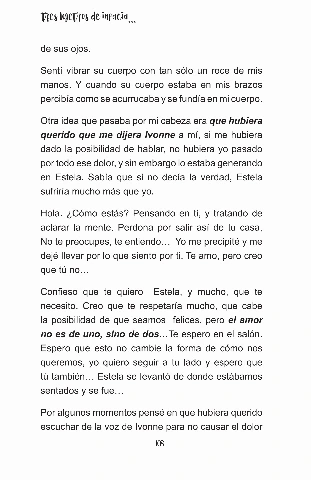 Tres lagartijas de inpacia...
de sus ojos.
Sentí vibrar su cuerpo con tan sólo un roce de mis
manos. Y cuando su cuerpo estaba en mis brazos
percibía como se acurrucaba y se fundía en mi cuerpo.
Otra idea que pasaba por mi cabeza era que hubiera
querido que me dijera Ivonne a mí, si me hubiera
dado la posibilidad de hablar, no hubiera yo pasado
por todo ese dolor, y sin embargo lo estaba generando
en Estela. Sabía que si no decía la verdad, Estela
sufriría mucho más que yo.
Hola. ¿Cómo estás? Pensando en ti, y tratando de
aclarar la mente. Perdona por salir así de tu casa,
No te preocupes, te entiendo... Yo me precipité y me
dejé llevar por lo que siento por ti. Te amo, pero creo
que tú no...
Confieso que te quiero Estela, y mucho, que te
necesito. Creo que te respetaría mucho, que cabe
la posibilidad de que seamos felices, pero el amor
no es de uno, sino de dos...Te espero en el salón.
Espero que esto no cambie la forma de cómo nos
queremos, yo quiero seguir a tu lado y espero que
tú también... Estela se levantó de donde estábamos
sentados y se fue...
Por algunos momentos pensé en que hubiera querido
escuchar de la voz de Ivonne para no causar el dolor